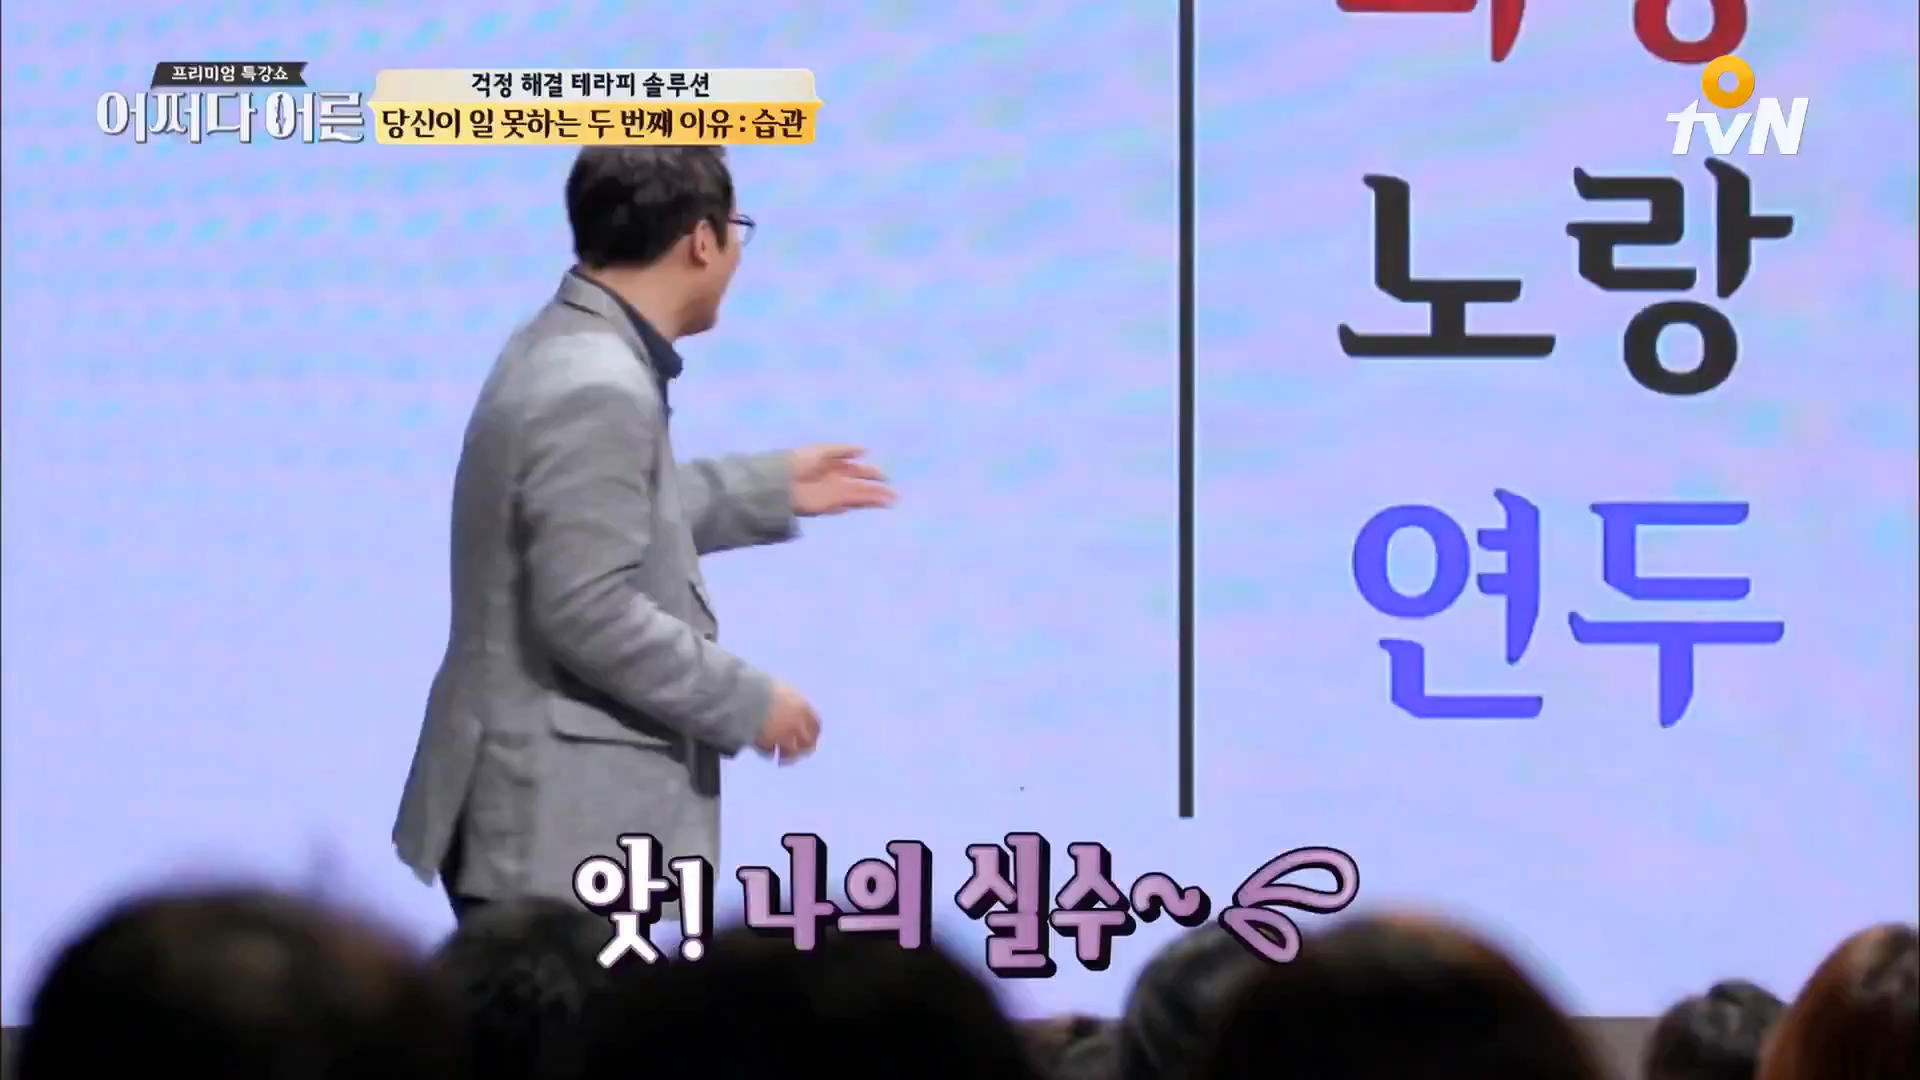 프리미엄 특강쇼
어쩌다 어른
걱정 해결 테라피 솔루션
당신이 일 못하는 두 번째 이유 : 습관
tvN
노랑
연두
앗! 나의 실수~